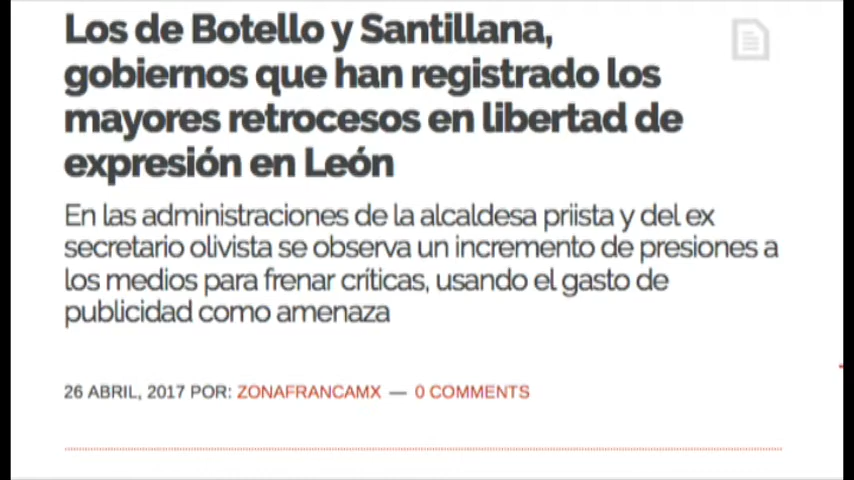 Los de Botello y Santillana,
gobiernos que han registrado los
mayores retrocesos en libertad de
expresión en León
En las administraciones de la alcaldesa priista y del ex
secretario olivista se observa un incremento de presiones a
los medios para frenar críticas, usando el gasto de
publicidad como amenaza
26 ABRIL, 2017 POR: ZONAFRANCAMX — 0 COMMENTS